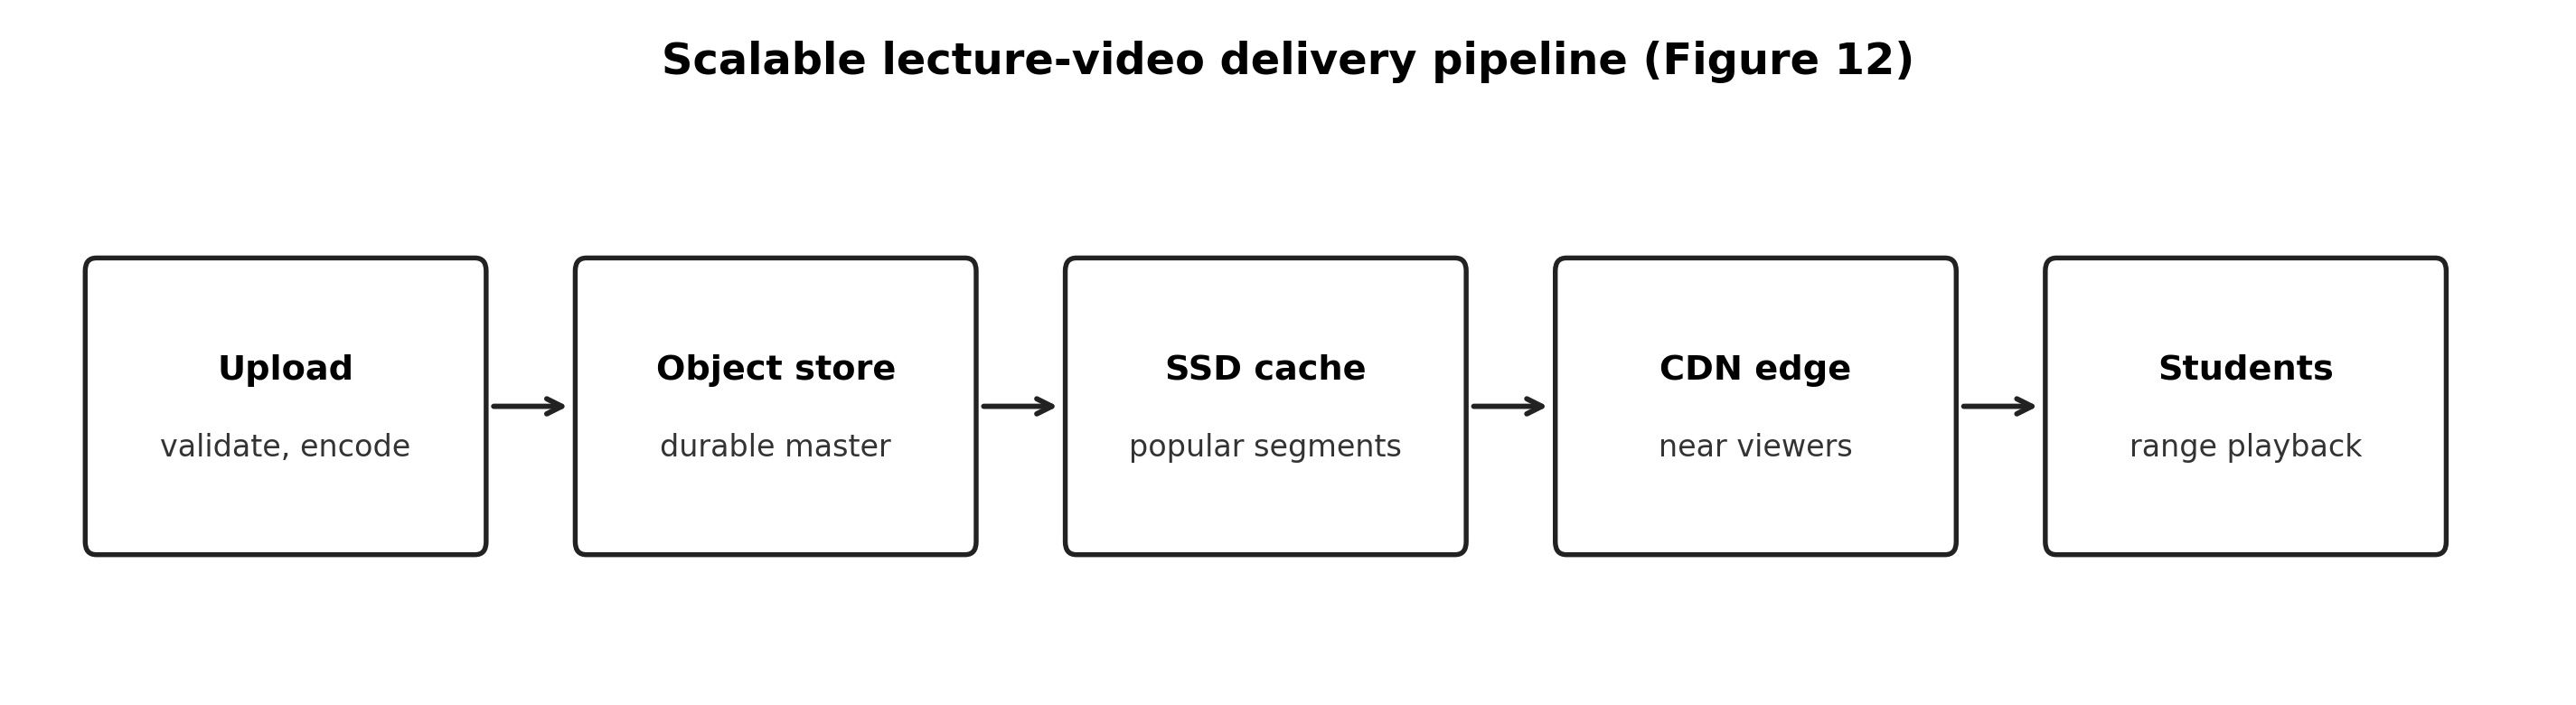 Scalable lecture-video delivery pipeline (Figure 12)
Upload
validate, encode
Object store
durable master
SSD cache
popular segments
CDN edge
near viewers
Students
range playback